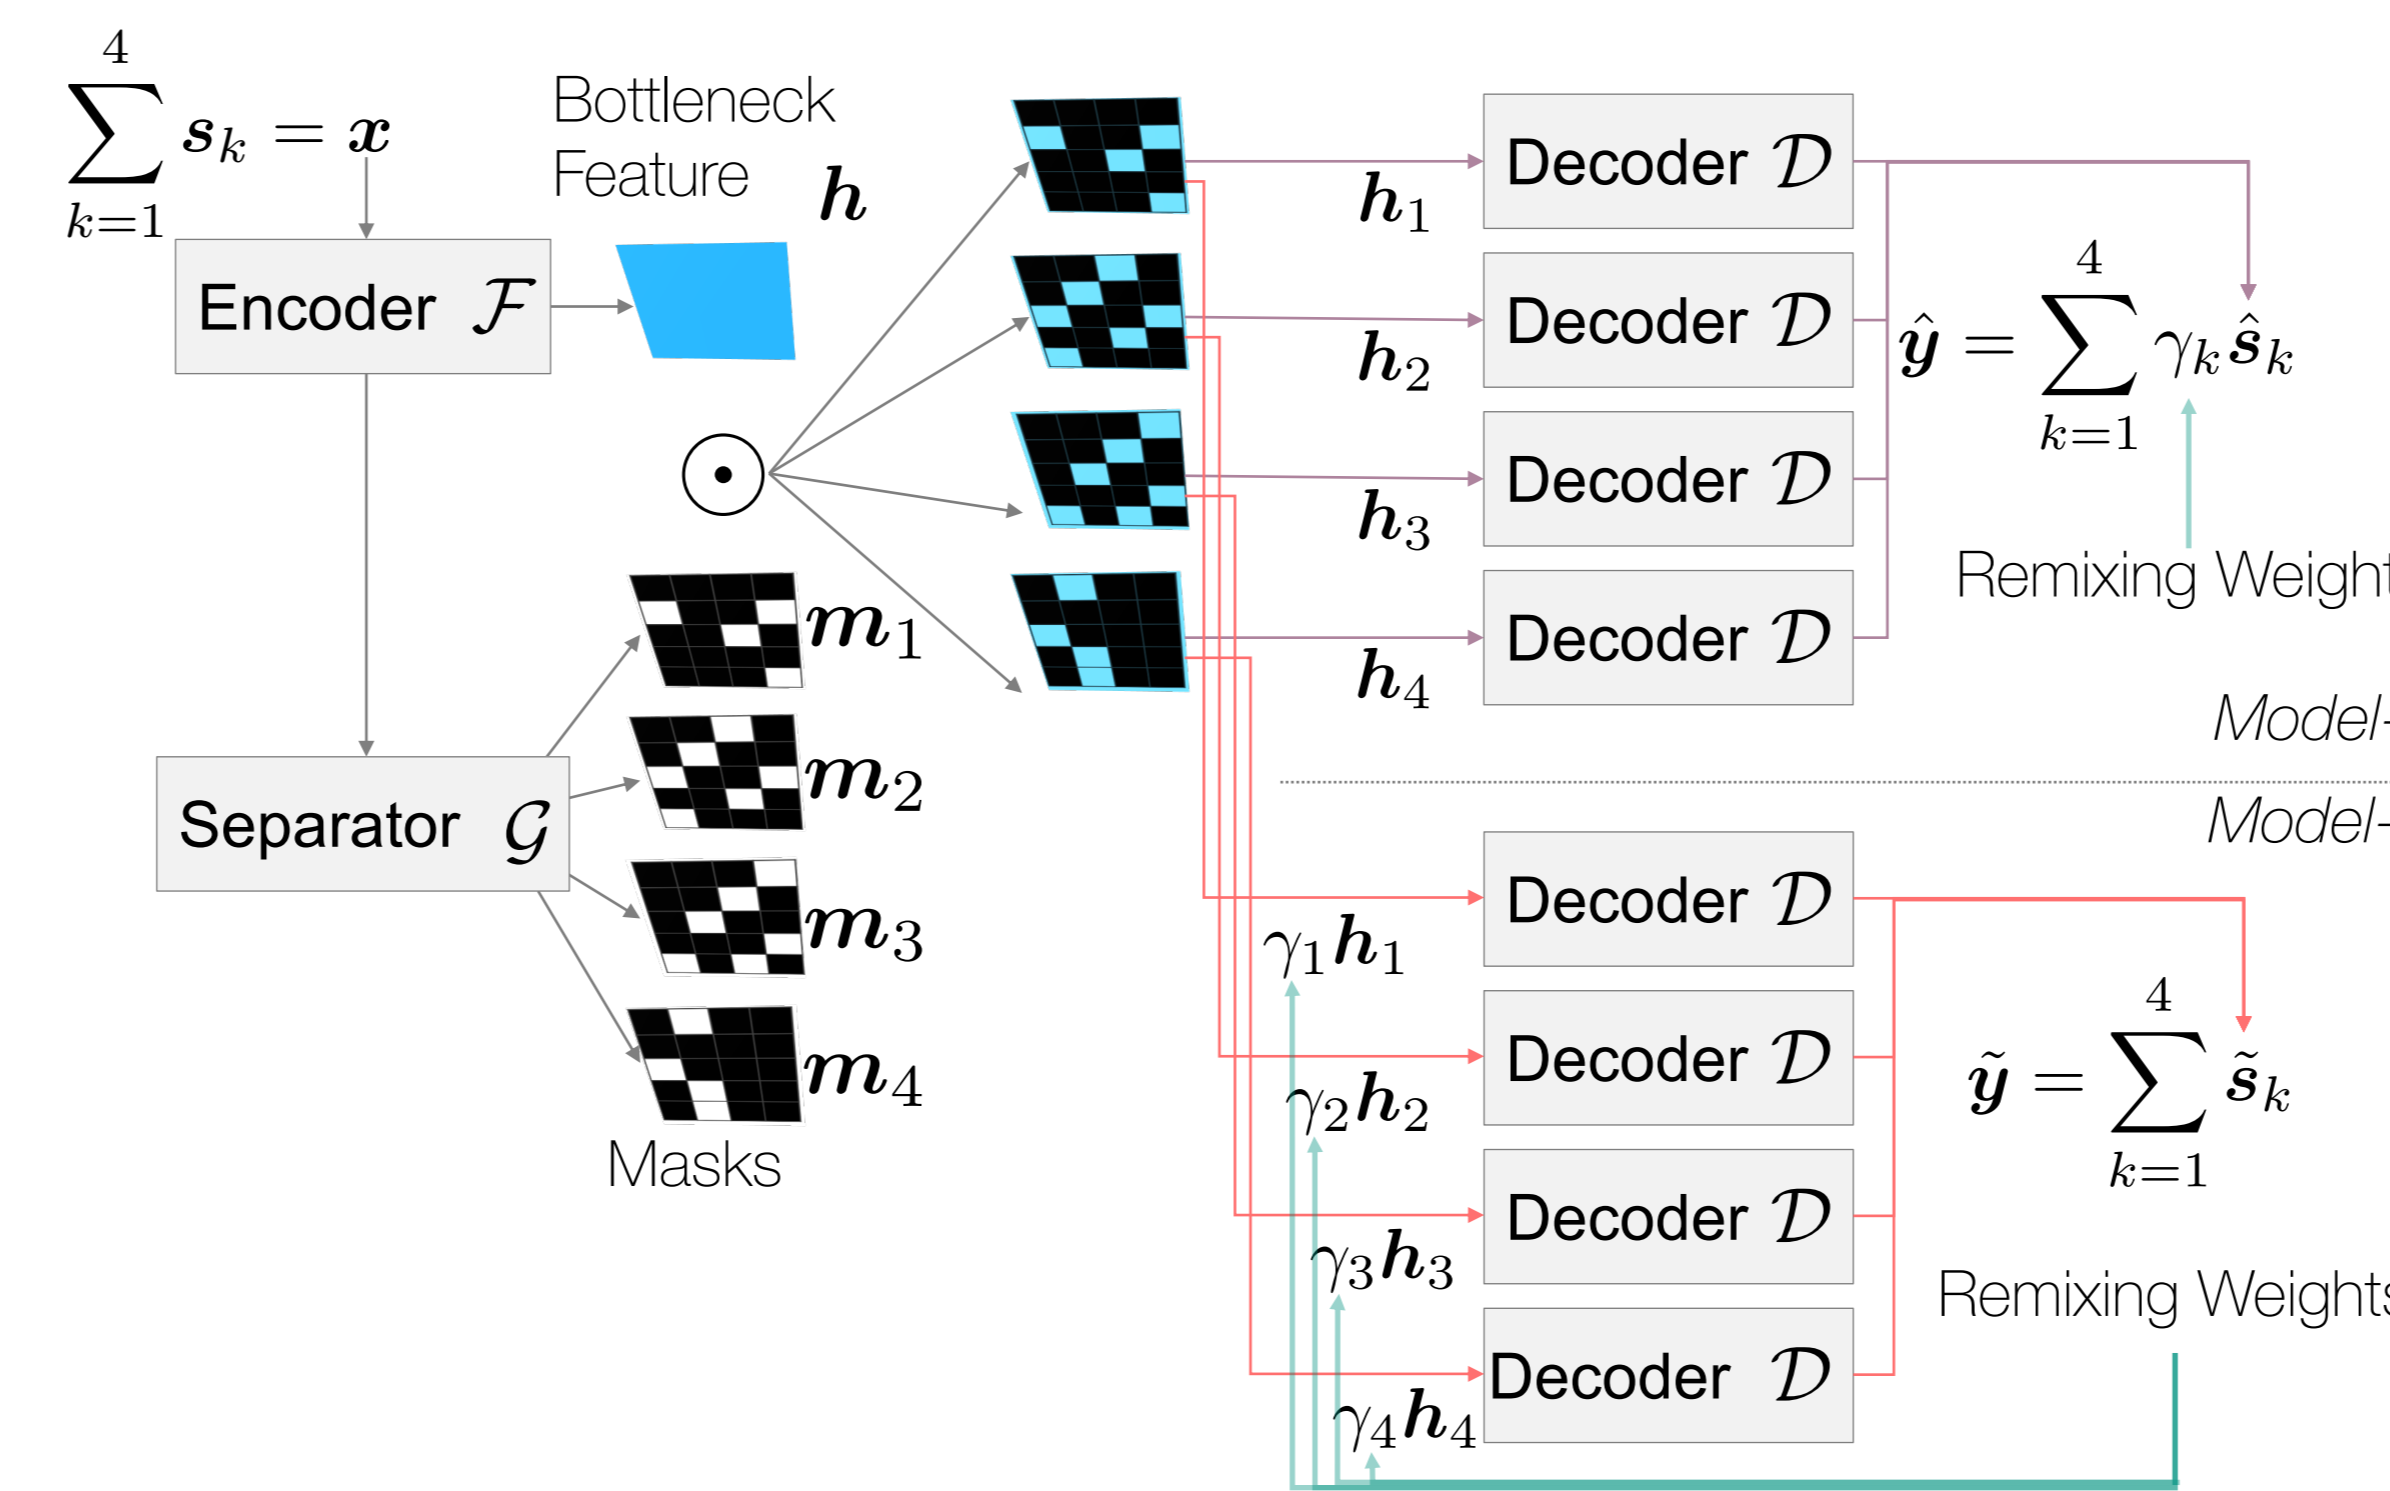 ∑_{k=1}^{4} s_k = x
Bottleneck
Feature h
Encoder ℱ
Separator 𝒢
m_1
m_2
m_3
m_4
Masks
h_1
h_2
h_3
h_4
Decoder 𝒟
Decoder 𝒟
Decoder 𝒟
Decoder 𝒟
ŷ = ∑_{k=1}^{4} γ_k ŝ_k
Remixing Weight
Model-
Model-
γ_1 h_1
γ_2 h_2
γ_3 h_3
γ_4 h_4
Decoder 𝒟
Decoder 𝒟
Decoder 𝒟
Decoder 𝒟
ỹ = ∑_{k=1}^{4} s̃_k
Remixing Weights